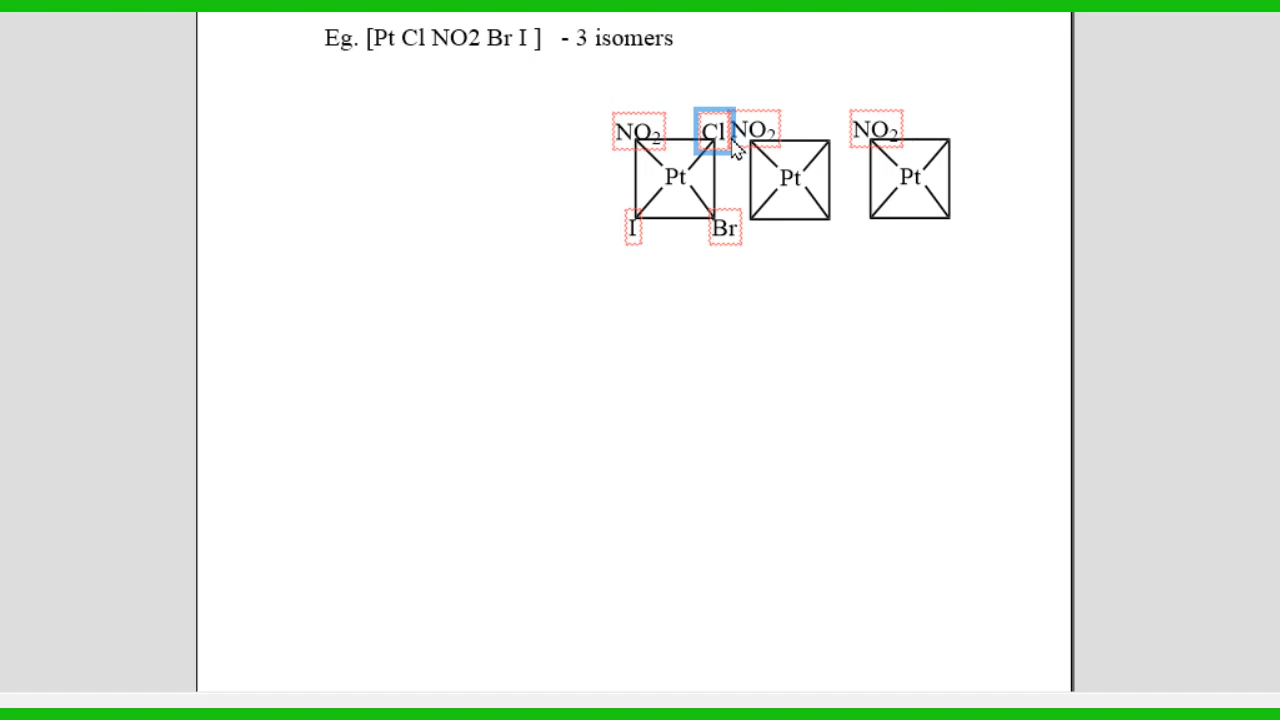 Eg. [Pt Cl NO2 Br I ] - 3 isomers
NO₂ Cl NO₂ NO₂
Pt Pt Pt
I Br